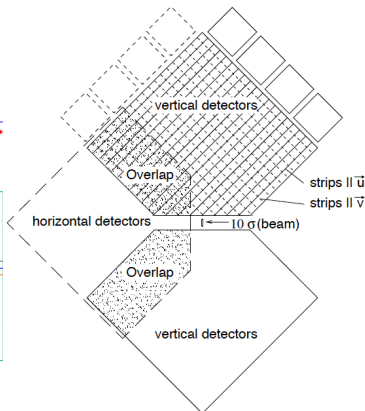 vertical detectors
Overlap
strips || u⃗
strips || v⃗
horizontal detectors
10 σ(beam)
Overlap
vertical detectors